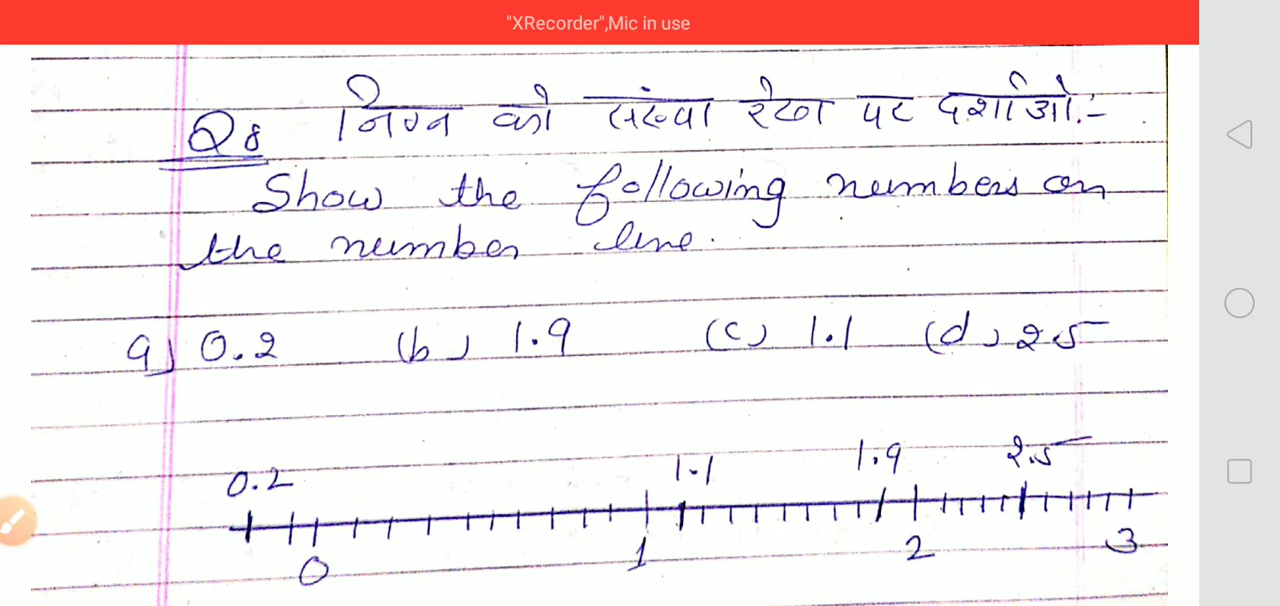 "XRecorder",Mic in use
Q8 निम्न को संख्या रेखा पर दर्शाओ:-
Show the following numbers on
the number line.
a) 0.2 (b) 1.9 (c) 1.1 (d) 2.5
0.2 1.1 1.9 2.5
0 1 2 3